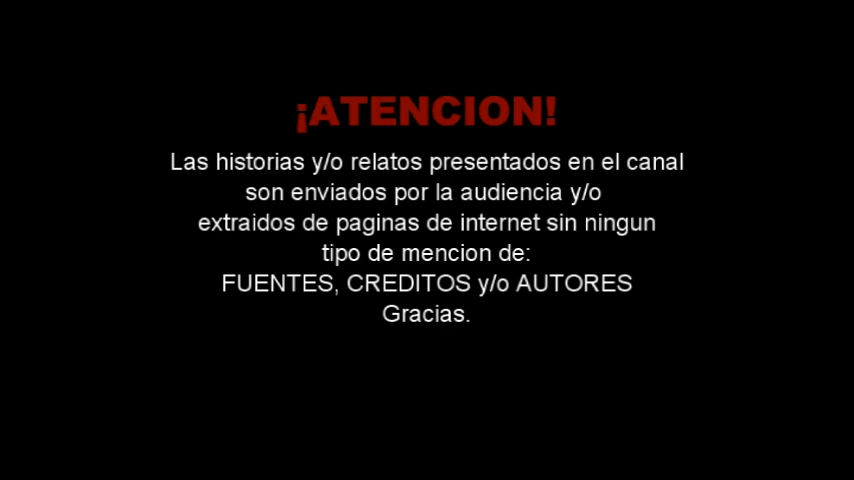 ¡ATENCION!
Las historias y/o relatos presentados en el canal
son enviados por la audiencia y/o
extraidos de paginas de internet sin ningun
tipo de mencion de:
FUENTES, CREDITOS y/o AUTORES
Gracias.